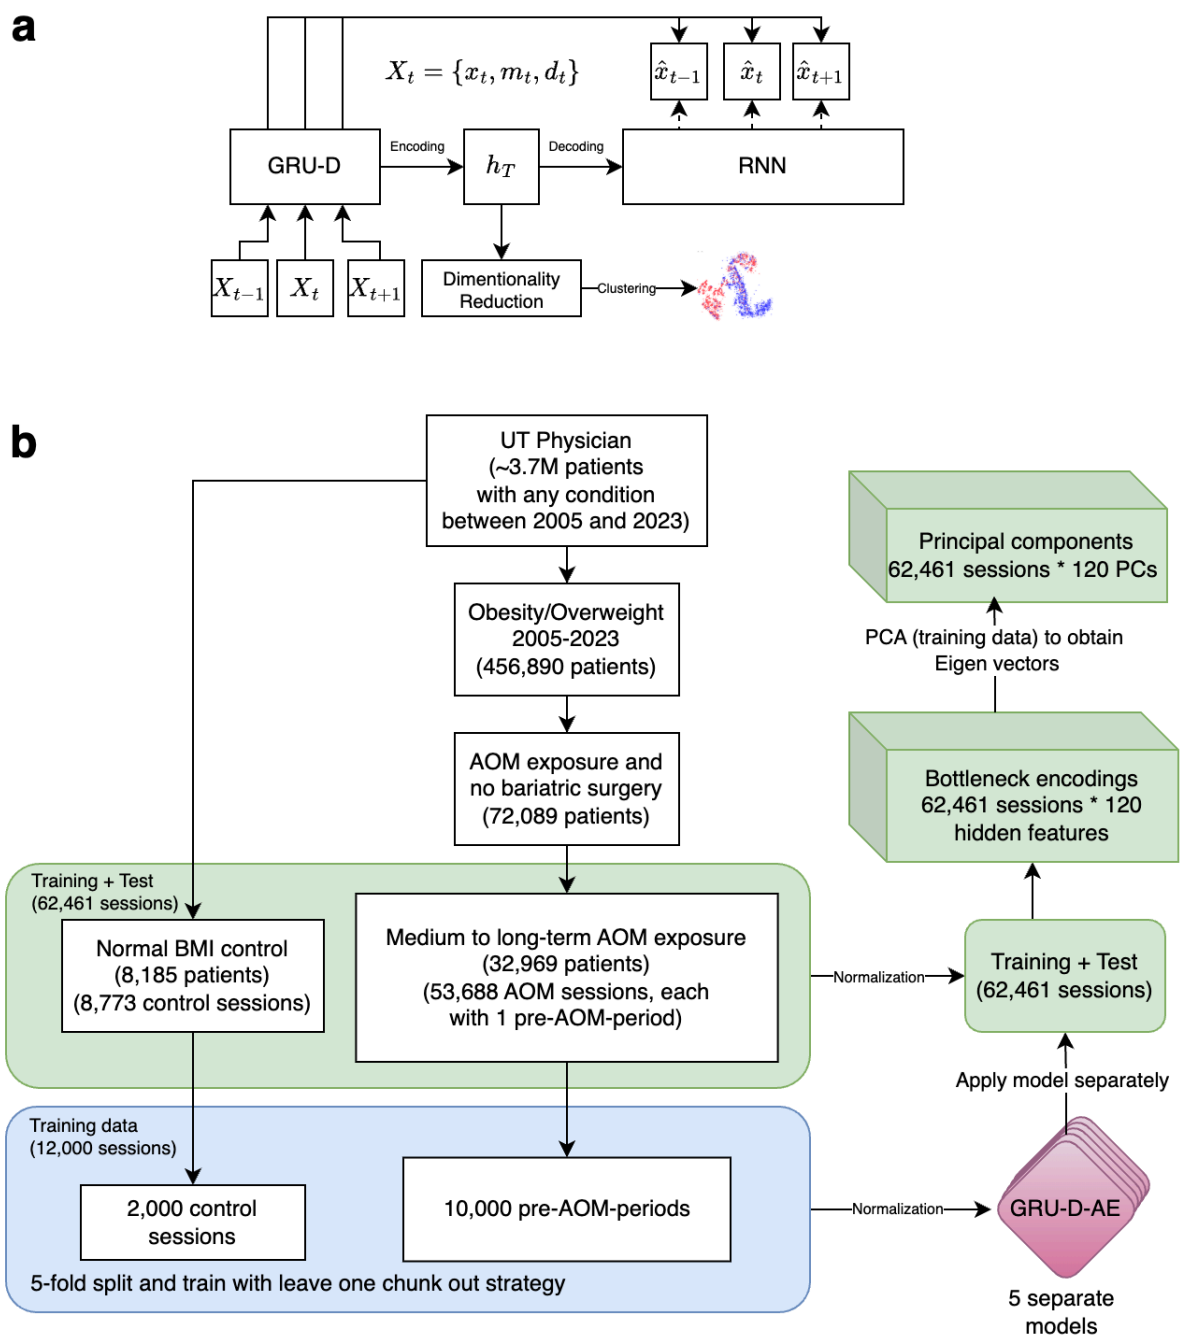 a
X_t = {x_t, m_t, d_t}
x̂_{t−1}
x̂_t
x̂_{t+1}
GRU-D
Encoding
h_T
Decoding
RNN
X_{t−1}
X_t
X_{t+1}
Dimentionality
Reduction
Clustering
b
UT Physician
(~3.7M patients
with any condition
between 2005 and 2023)
Obesity/Overweight
2005-2023
(456,890 patients)
AOM exposure and
no bariatric surgery
(72,089 patients)
Training + Test
(62,461 sessions)
Normal BMI control
(8,185 patients)
(8,773 control sessions)
Medium to long-term AOM exposure
(32,969 patients)
(53,688 AOM sessions, each
with 1 pre-AOM-period)
Training data
(12,000 sessions)
2,000 control
sessions
10,000 pre-AOM-periods
5-fold split and train with leave one chunk out strategy
Principal components
62,461 sessions * 120 PCs
PCA (training data) to obtain
Eigen vectors
Bottleneck encodings
62,461 sessions * 120
hidden features
Normalization
Training + Test
(62,461 sessions)
Apply model separately
Normalization
GRU-D-AE
5 separate
models